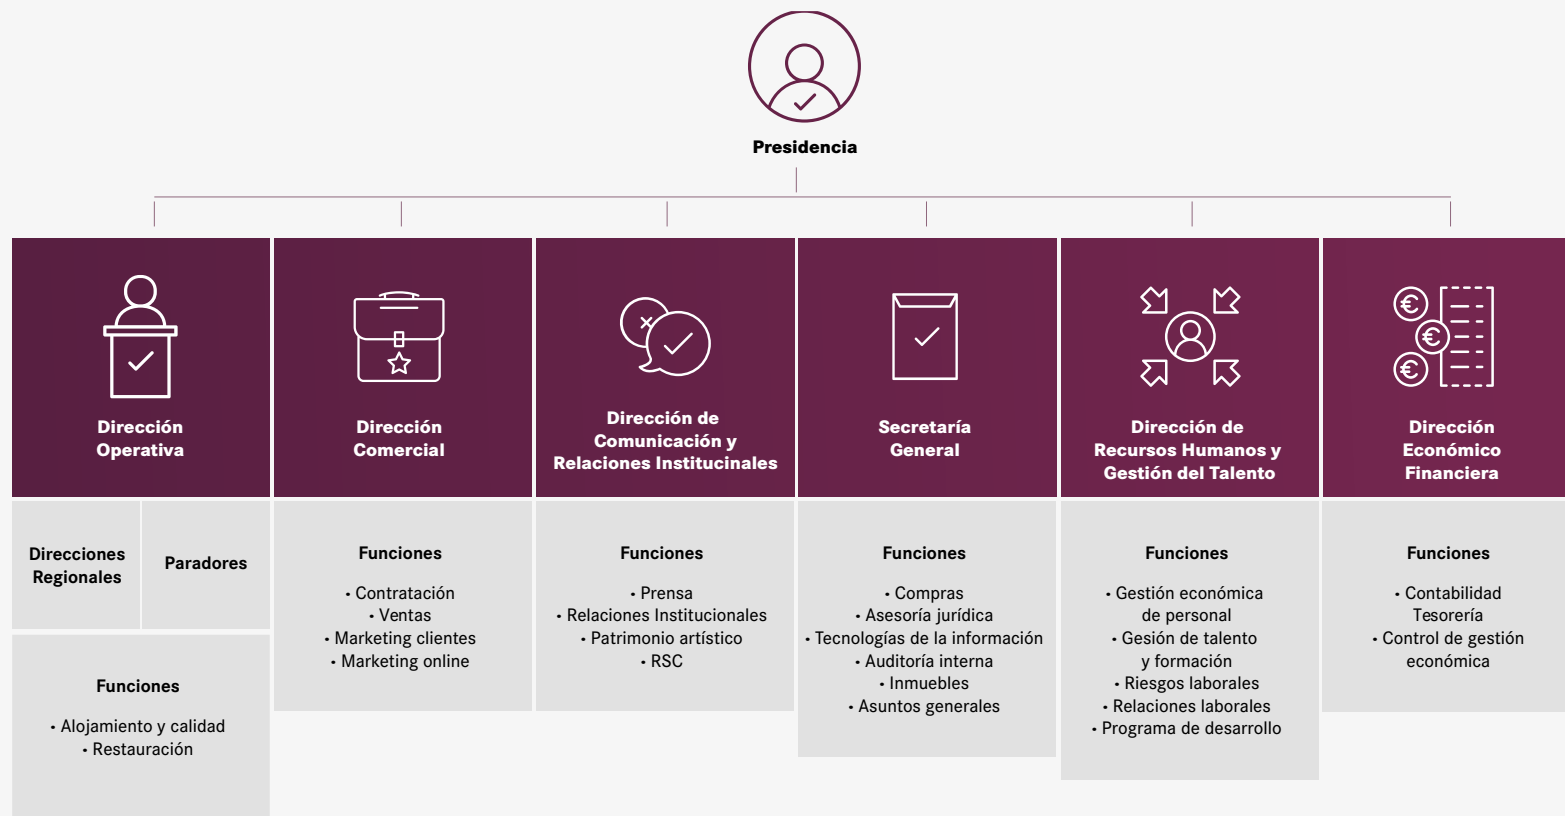 Presidencia
Dirección
Operativa
Dirección
Comercial
Dirección de
Comunicación y
Relaciones Institucinales
Secretaría
General
Dirección de
Recursos Humanos y
Gestión del Talento
Dirección
Económico
Financiera
Direcciones
Regionales
Paradores
Funciones
• Alojamiento y calidad
• Restauración
Funciones
• Contratación
• Ventas
• Marketing clientes
• Marketing online
Funciones
• Prensa
• Relaciones Institucionales
• Patrimonio artístico
• RSC
Funciones
• Compras
• Asesoría jurídica
• Tecnologías de la información
• Auditoría interna
• Inmuebles
• Asuntos generales
Funciones
• Gestión económica
de personal
• Gesión de talento
y formación
• Riesgos laborales
• Relaciones laborales
• Programa de desarrollo
Funciones
• Contabilidad
Tesorería
• Control de gestión
económica